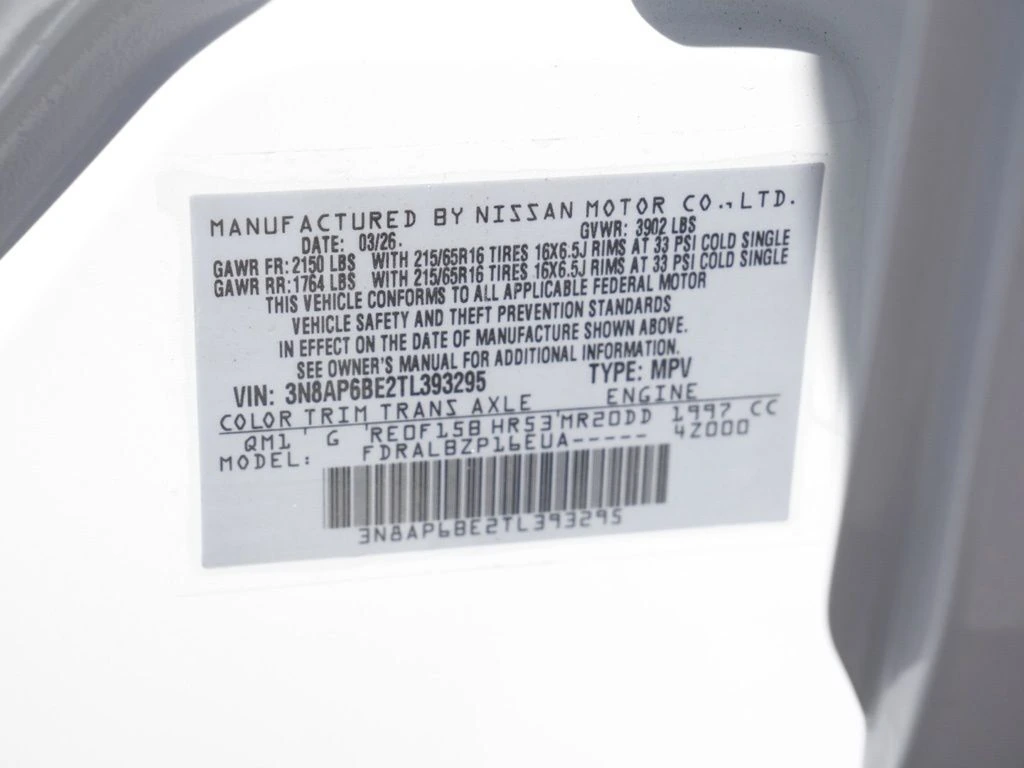 MANUFACTURED BY NISSAN MOTOR CO.,LTD.
DATE: 03/26. GVWR: 3902 LBS
GAWR FR: 2150 LBS WITH 215/65R16 TIRES 16X6.5J RIMS AT 33 PSI COLD SINGLE
GAWR RR: 1764 LBS WITH 215/65R16 TIRES 16X6.5J RIMS AT 33 PSI COLD SINGLE
THIS VEHICLE CONFORMS TO ALL APPLICABLE FEDERAL MOTOR
VEHICLE SAFETY AND THEFT PREVENTION STANDARDS
IN EFFECT ON THE DATE OF MANUFACTURE SHOWN ABOVE.
SEE OWNER'S MANUAL FOR ADDITIONAL INFORMATION.
VIN: 3N8AP6BE2TL393295 TYPE: MPV
COLOR TRIM TRANS AXLE ENGINE
QM1 G RE0F15B HR53 MR20DD 1997 CC
MODEL: FDRALBZP16EUA----- 4Z000
3N8AP6BE2TL393295